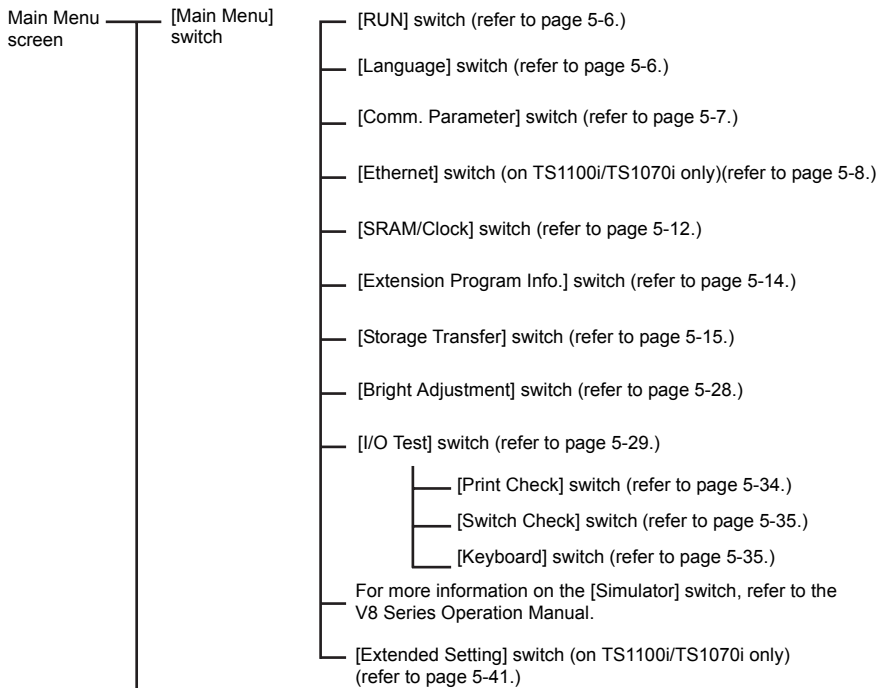 Main Menu
screen
[Main Menu]
switch
[RUN] switch (refer to page 5-6.)
[Language] switch (refer to page 5-6.)
[Comm. Parameter] switch (refer to page 5-7.)
[Ethernet] switch (on TS1100i/TS1070i only)(refer to page 5-8.)
[SRAM/Clock] switch (refer to page 5-12.)
[Extension Program Info.] switch (refer to page 5-14.)
[Storage Transfer] switch (refer to page 5-15.)
[Bright Adjustment] switch (refer to page 5-28.)
[I/O Test] switch (refer to page 5-29.)
[Print Check] switch (refer to page 5-34.)
[Switch Check] switch (refer to page 5-35.)
[Keyboard] switch (refer to page 5-35.)
For more information on the [Simulator] switch, refer to the
V8 Series Operation Manual.
[Extended Setting] switch (on TS1100i/TS1070i only)
(refer to page 5-41.)